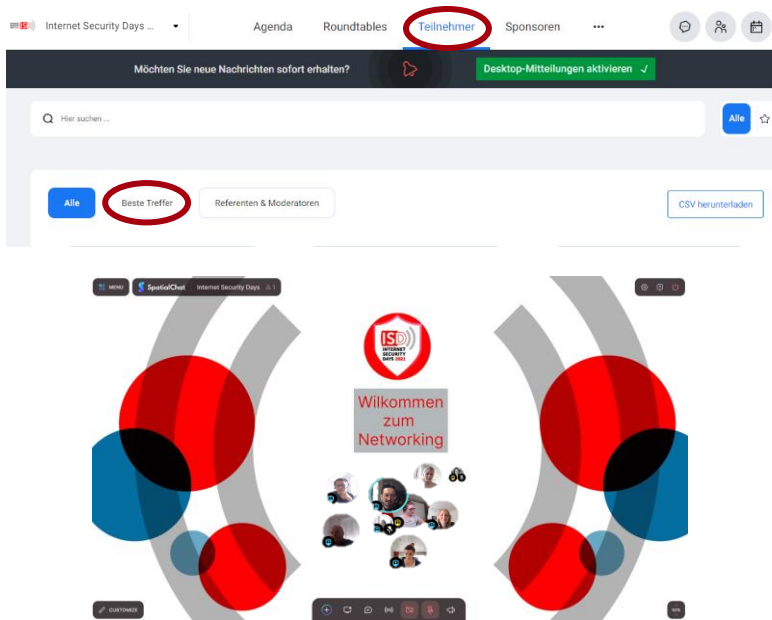 Internet Security Days ...
Agenda
Roundtables
Teilnehmer
Sponsoren
Möchten Sie neue Nachrichten sofort erhalten?
Desktop-Mitteilungen aktivieren
Hier suchen ...
Alle
Alle
Beste Treffer
Referenten & Moderatoren
CSV herunterladen
MENU
SpatialChat
Internet Security Days
1
ISD
INTERNET
SECURITY
DAYS 2021
Wilkommen
zum
Networking
CUSTOMIZE